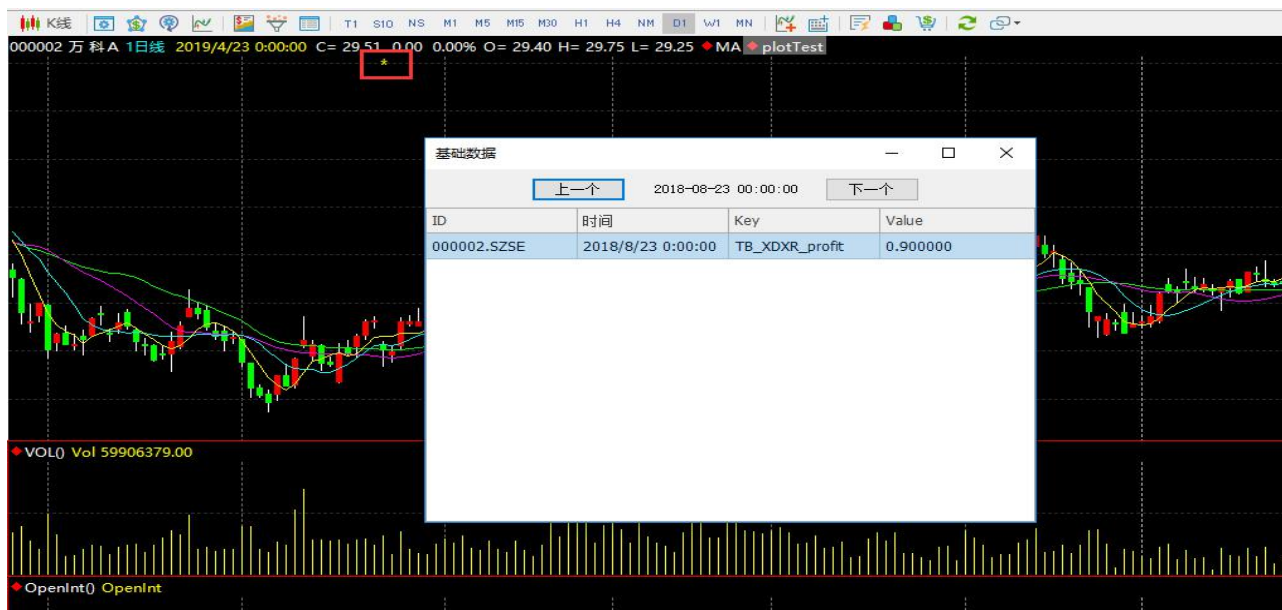 K线 T1 S10 NS M1 M5 M15 M30 H1 H4 NM D1 W1 MN
000002 万 科A 1日线 2019/4/23 0:00:00 C= 29.51 0.00 0.00% O= 29.40 H= 29.75 L= 29.25 MA plotTest
*
基础数据
上一个 2018-08-23 00:00:00 下一个
ID 时间 Key Value
000002.SZSE 2018/8/23 0:00:00 TB_XDXR_profit 0.900000
VOL() Vol 59906379.00
OpenInt() OpenInt